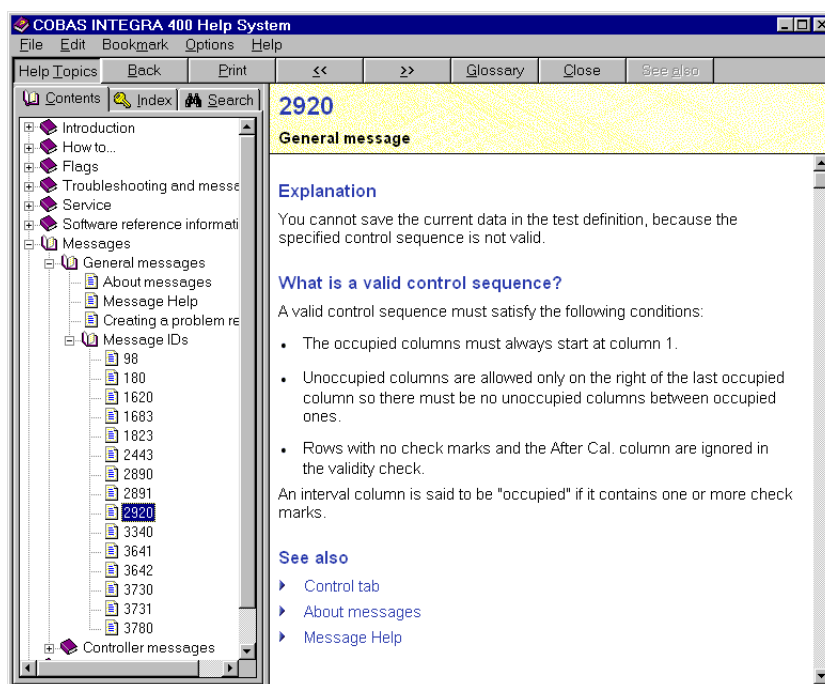 COBAS INTEGRA 400 Help System
File Edit Bookmark Options Help
Help Topics Back Print << >> Glossary Close See also
Contents Index Search
Introduction
How to...
Flags
Troubleshooting and messa
Service
Software reference informati
Messages
General messages
About messages
Message Help
Creating a problem re
Message IDs
98
180
1620
1683
1823
2443
2890
2891
2920
3340
3641
3642
3730
3731
3780
Controller messages
2920
General message
Explanation
You cannot save the current data in the test definition, because the
specified control sequence is not valid.
What is a valid control sequence?
A valid control sequence must satisfy the following conditions:
• The occupied columns must always start at column 1.
• Unoccupied columns are allowed only on the right of the last occupied
column so there must be no unoccupied columns between occupied
ones.
• Rows with no check marks and the After Cal. column are ignored in
the validity check.
An interval column is said to be "occupied" if it contains one or more check
marks.
See also
Control tab
About messages
Message Help